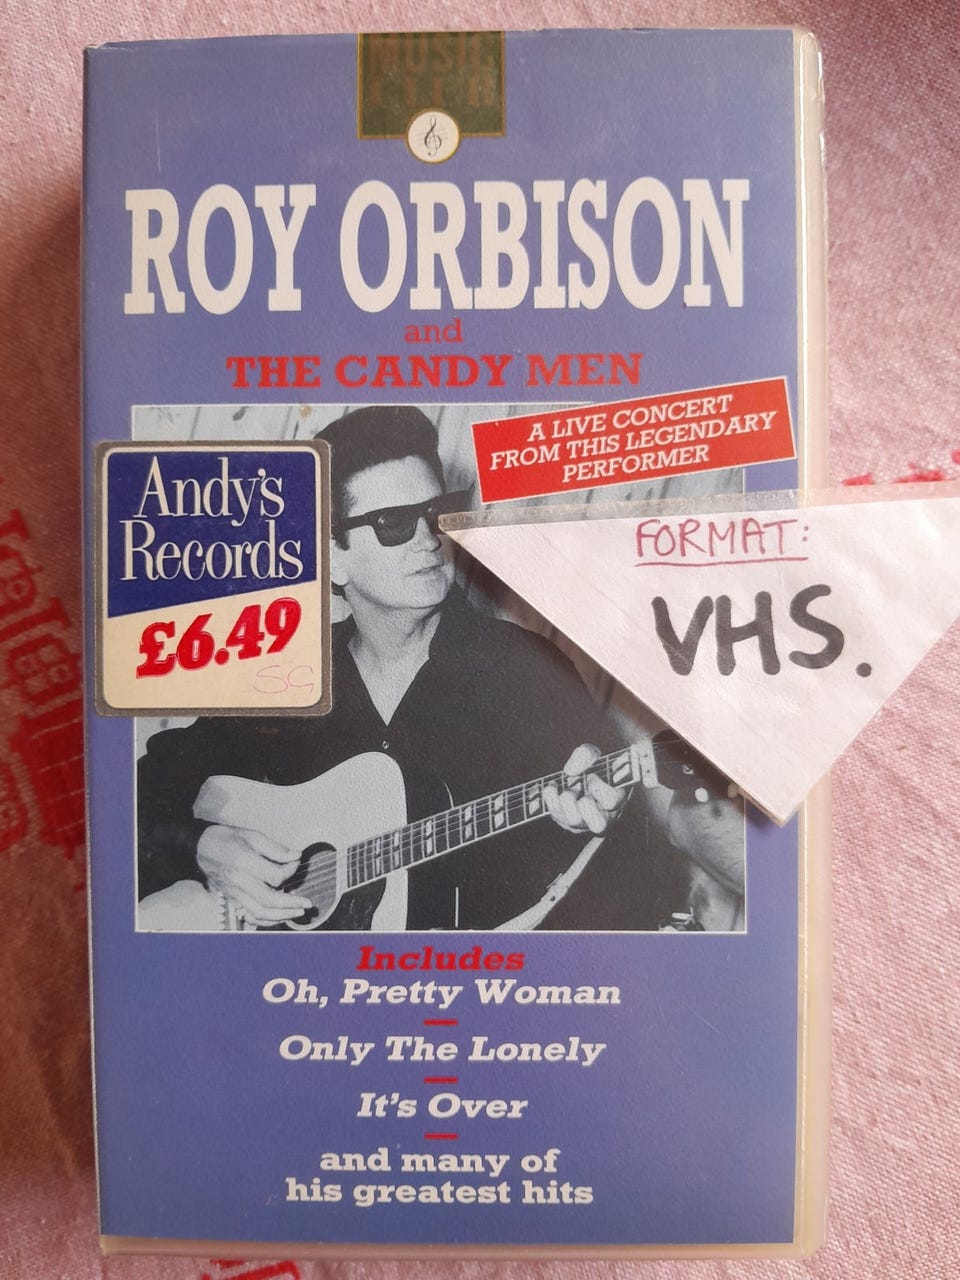 MUSIC
ROY ORBISON
and
THE CANDY MEN
A LIVE CONCERT
FROM THIS LEGENDARY
PERFORMER
Andy's
Records
£6.49
SG
FORMAT:
VHS.
Includes
Oh, Pretty Woman
Only The Lonely
It's Over
and many of
his greatest hits